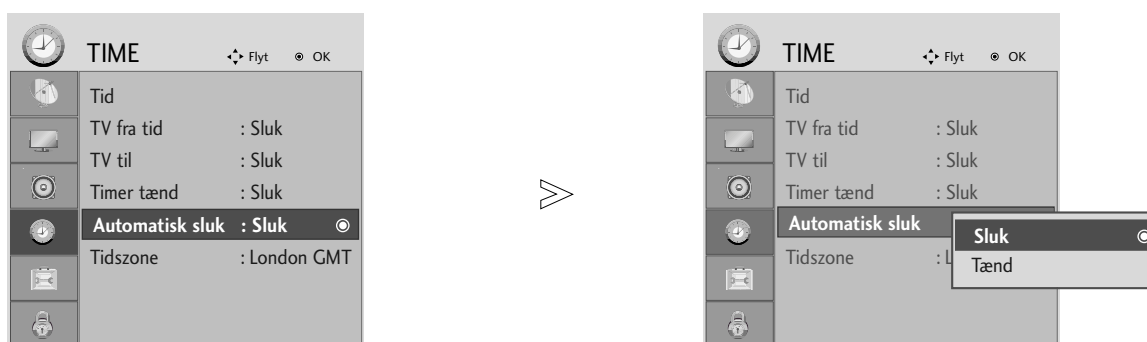 TIME Flyt OK
Tid
TV fra tid : Sluk
TV til : Sluk
Timer tænd : Sluk
Automatisk sluk : Sluk
Tidszone : London GMT
TIME Flyt OK
Tid
TV fra tid : Sluk
TV til : Sluk
Timer tænd : Sluk
Automatisk sluk
Tidszone : L
Sluk
Tænd